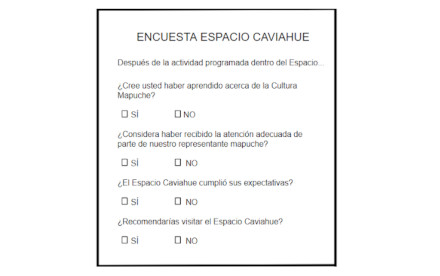 ENCUESTA ESPACIO CAVIAHUE
Después de la actividad programada dentro del Espacio...
¿Cree usted haber aprendido acerca de la Cultura
Mapuche?
☐ SÍ ☐ NO
¿Considera haber recibido la atención adecuada de
parte de nuestro representante mapuche?
☐ SÍ ☐ NO
¿El Espacio Caviahue cumplió sus expectativas?
☐ SÍ ☐ NO
¿Recomendarías visitar el Espacio Caviahue?
☐ SÍ ☐ NO